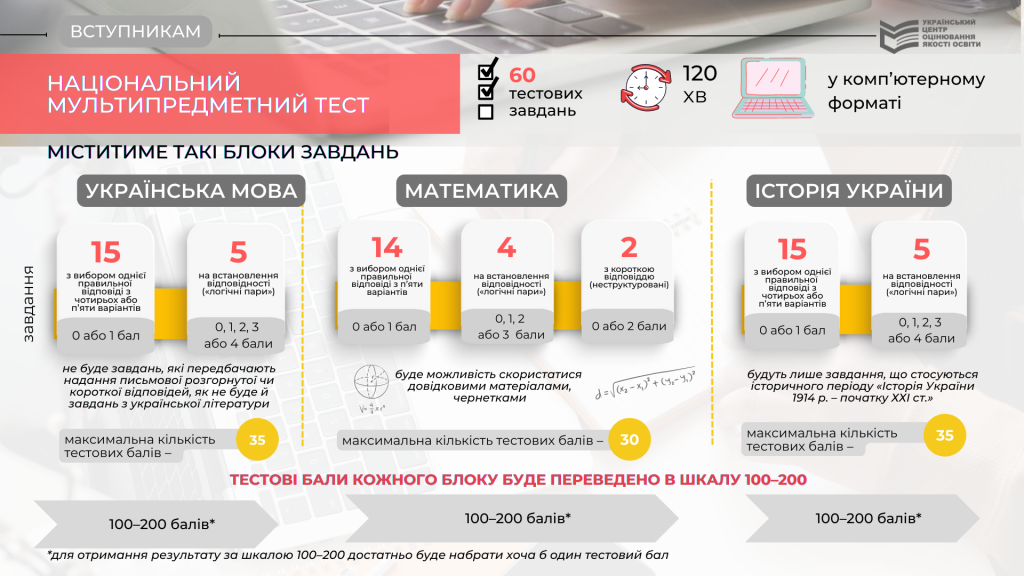 ВСТУПНИКАМ
УКРАЇНСЬКИЙ
ЦЕНТР
ОЦІНЮВАННЯ
ЯКОСТІ ОСВІТИ
НАЦІОНАЛЬНИЙ
МУЛЬТИПРЕДМЕТНИЙ ТЕСТ
60
тестових
завдань
120
ХВ
у комп’ютерному
форматі
МІСТИТИМЕ ТАКІ БЛОКИ ЗАВДАНЬ
завдання
УКРАЇНСЬКА МОВА
15
з вибором однієї
правильної
відповіді з
чотирьох або
п’яти варіантів
0 або 1 бал
5
на встановлення
відповідності
(«логічні пари»)
0, 1, 2, 3
або 4 бали
не буде завдань, які передбачають
надання письмової розгорнутої чи
короткої відповідей, як не буде й
завдань з української літератури
максимальна кількість
тестових балів –
35
МАТЕМАТИКА
14
з вибором однієї
правильної
відповіді з п’яти
варіантів
0 або 1 бал
4
на встановлення
відповідності
(«логічні пари»)
0, 1, 2
або 3 бали
2
з короткою
відповіддю
(неструктуровані)
0 або 2 бали
буде можливість скористатися
довідковими матеріалами,
чернетками
V= 4/3 πr³
d = √(x₂ – x₁)² + (y₂ – y₁)²
максимальна кількість тестових балів –
30
ІСТОРІЯ УКРАЇНИ
15
з вибором однієї
правильної
відповіді з
чотирьох або
п’яти варіантів
0 або 1 бал
5
на встановлення
відповідності
(«логічні пари»)
0, 1, 2, 3
або 4 бали
будуть лише завдання, що стосуються
історичного періоду «Історія України
1914 р. – початку XXI ст.»
максимальна кількість
тестових балів –
35
ТЕСТОВІ БАЛИ КОЖНОГО БЛОКУ БУДЕ ПЕРЕВЕДЕНО В ШКАЛУ 100–200
100–200 балів*
100–200 балів*
100–200 балів*
*для отримання результату за шкалою 100–200 достатньо буде набрати хоча б один тестовий бал